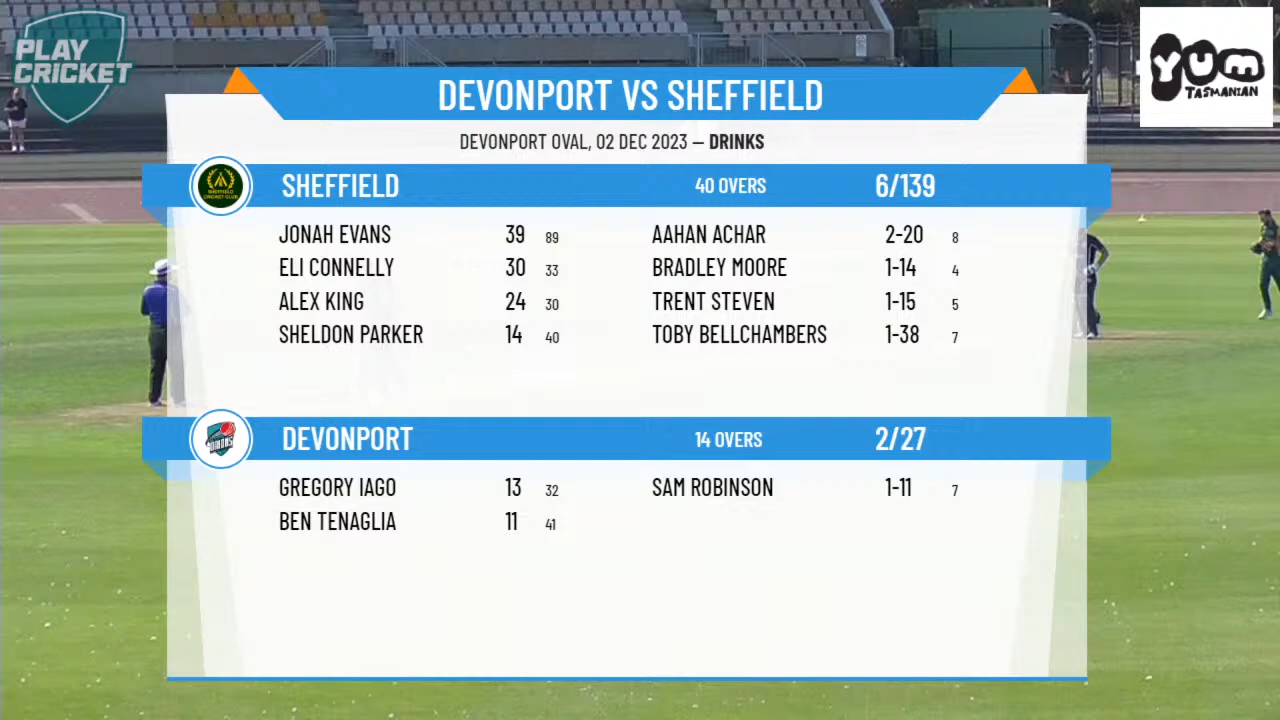 PLAY
CRICKET
YUM
TASMANIAN
DEVONPORT VS SHEFFIELD
DEVONPORT OVAL, 02 DEC 2023 – DRINKS
SHEFFIELD 40 OVERS 6/139
JONAH EVANS 39 89 AAHAN ACHAR 2-20 8
ELI CONNELLY 30 33 BRADLEY MOORE 1-14 4
ALEX KING 24 30 TRENT STEVEN 1-15 5
SHELDON PARKER 14 40 TOBY BELLCHAMBERS 1-38 7
DEVONPORT 14 OVERS 2/27
GREGORY IAGO 13 32 SAM ROBINSON 1-11 7
BEN TENAGLIA 11 41